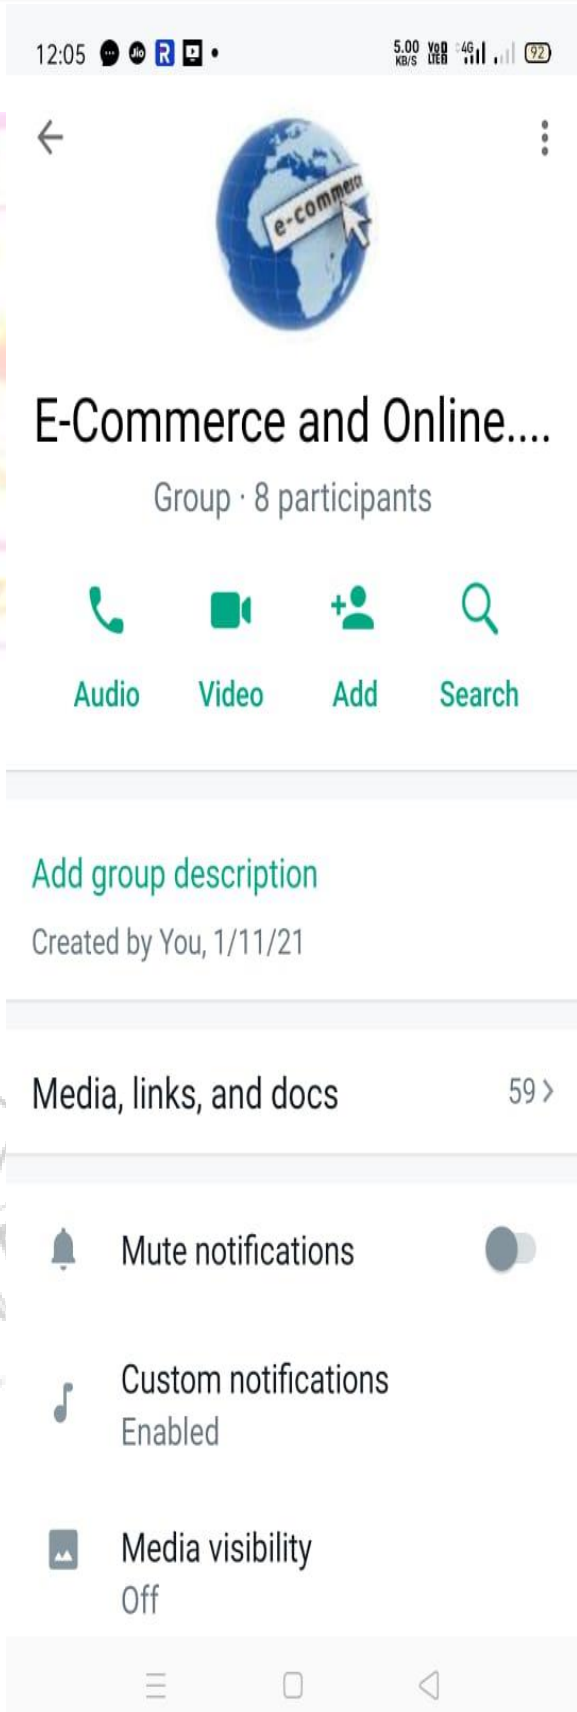 12:05
5.00 KB/S
4G
92
e-commerce
E-Commerce and Online....
Group · 8 participants
Audio Video Add Search
Add group description
Created by You, 1/11/21
Media, links, and docs 59
Mute notifications
Custom notifications
Enabled
Media visibility
Off